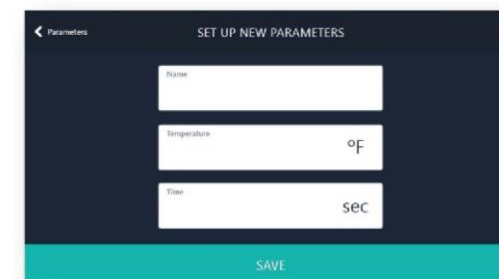 Parameters
SET UP NEW PARAMETERS
Name
Temperature
°F
Time
sec
SAVE